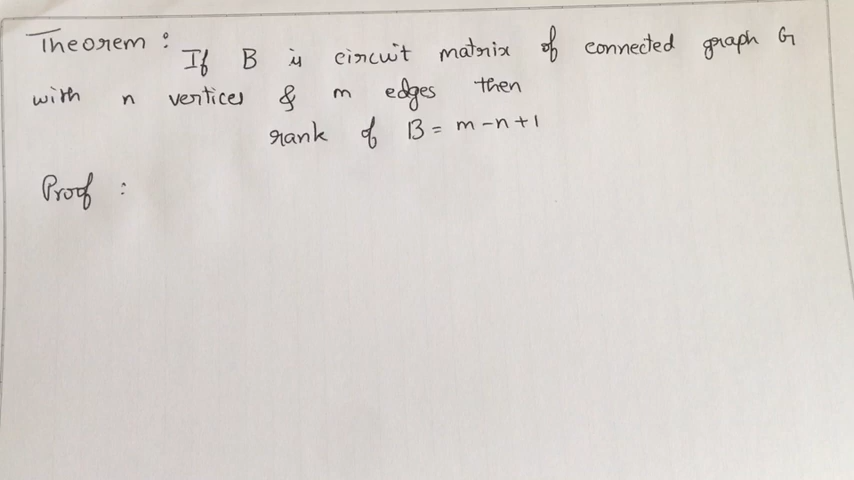 Theorem : If B is circuit matrix of connected graph G
with n vertices & m edges then
rank of B = m - n + 1
Proof :